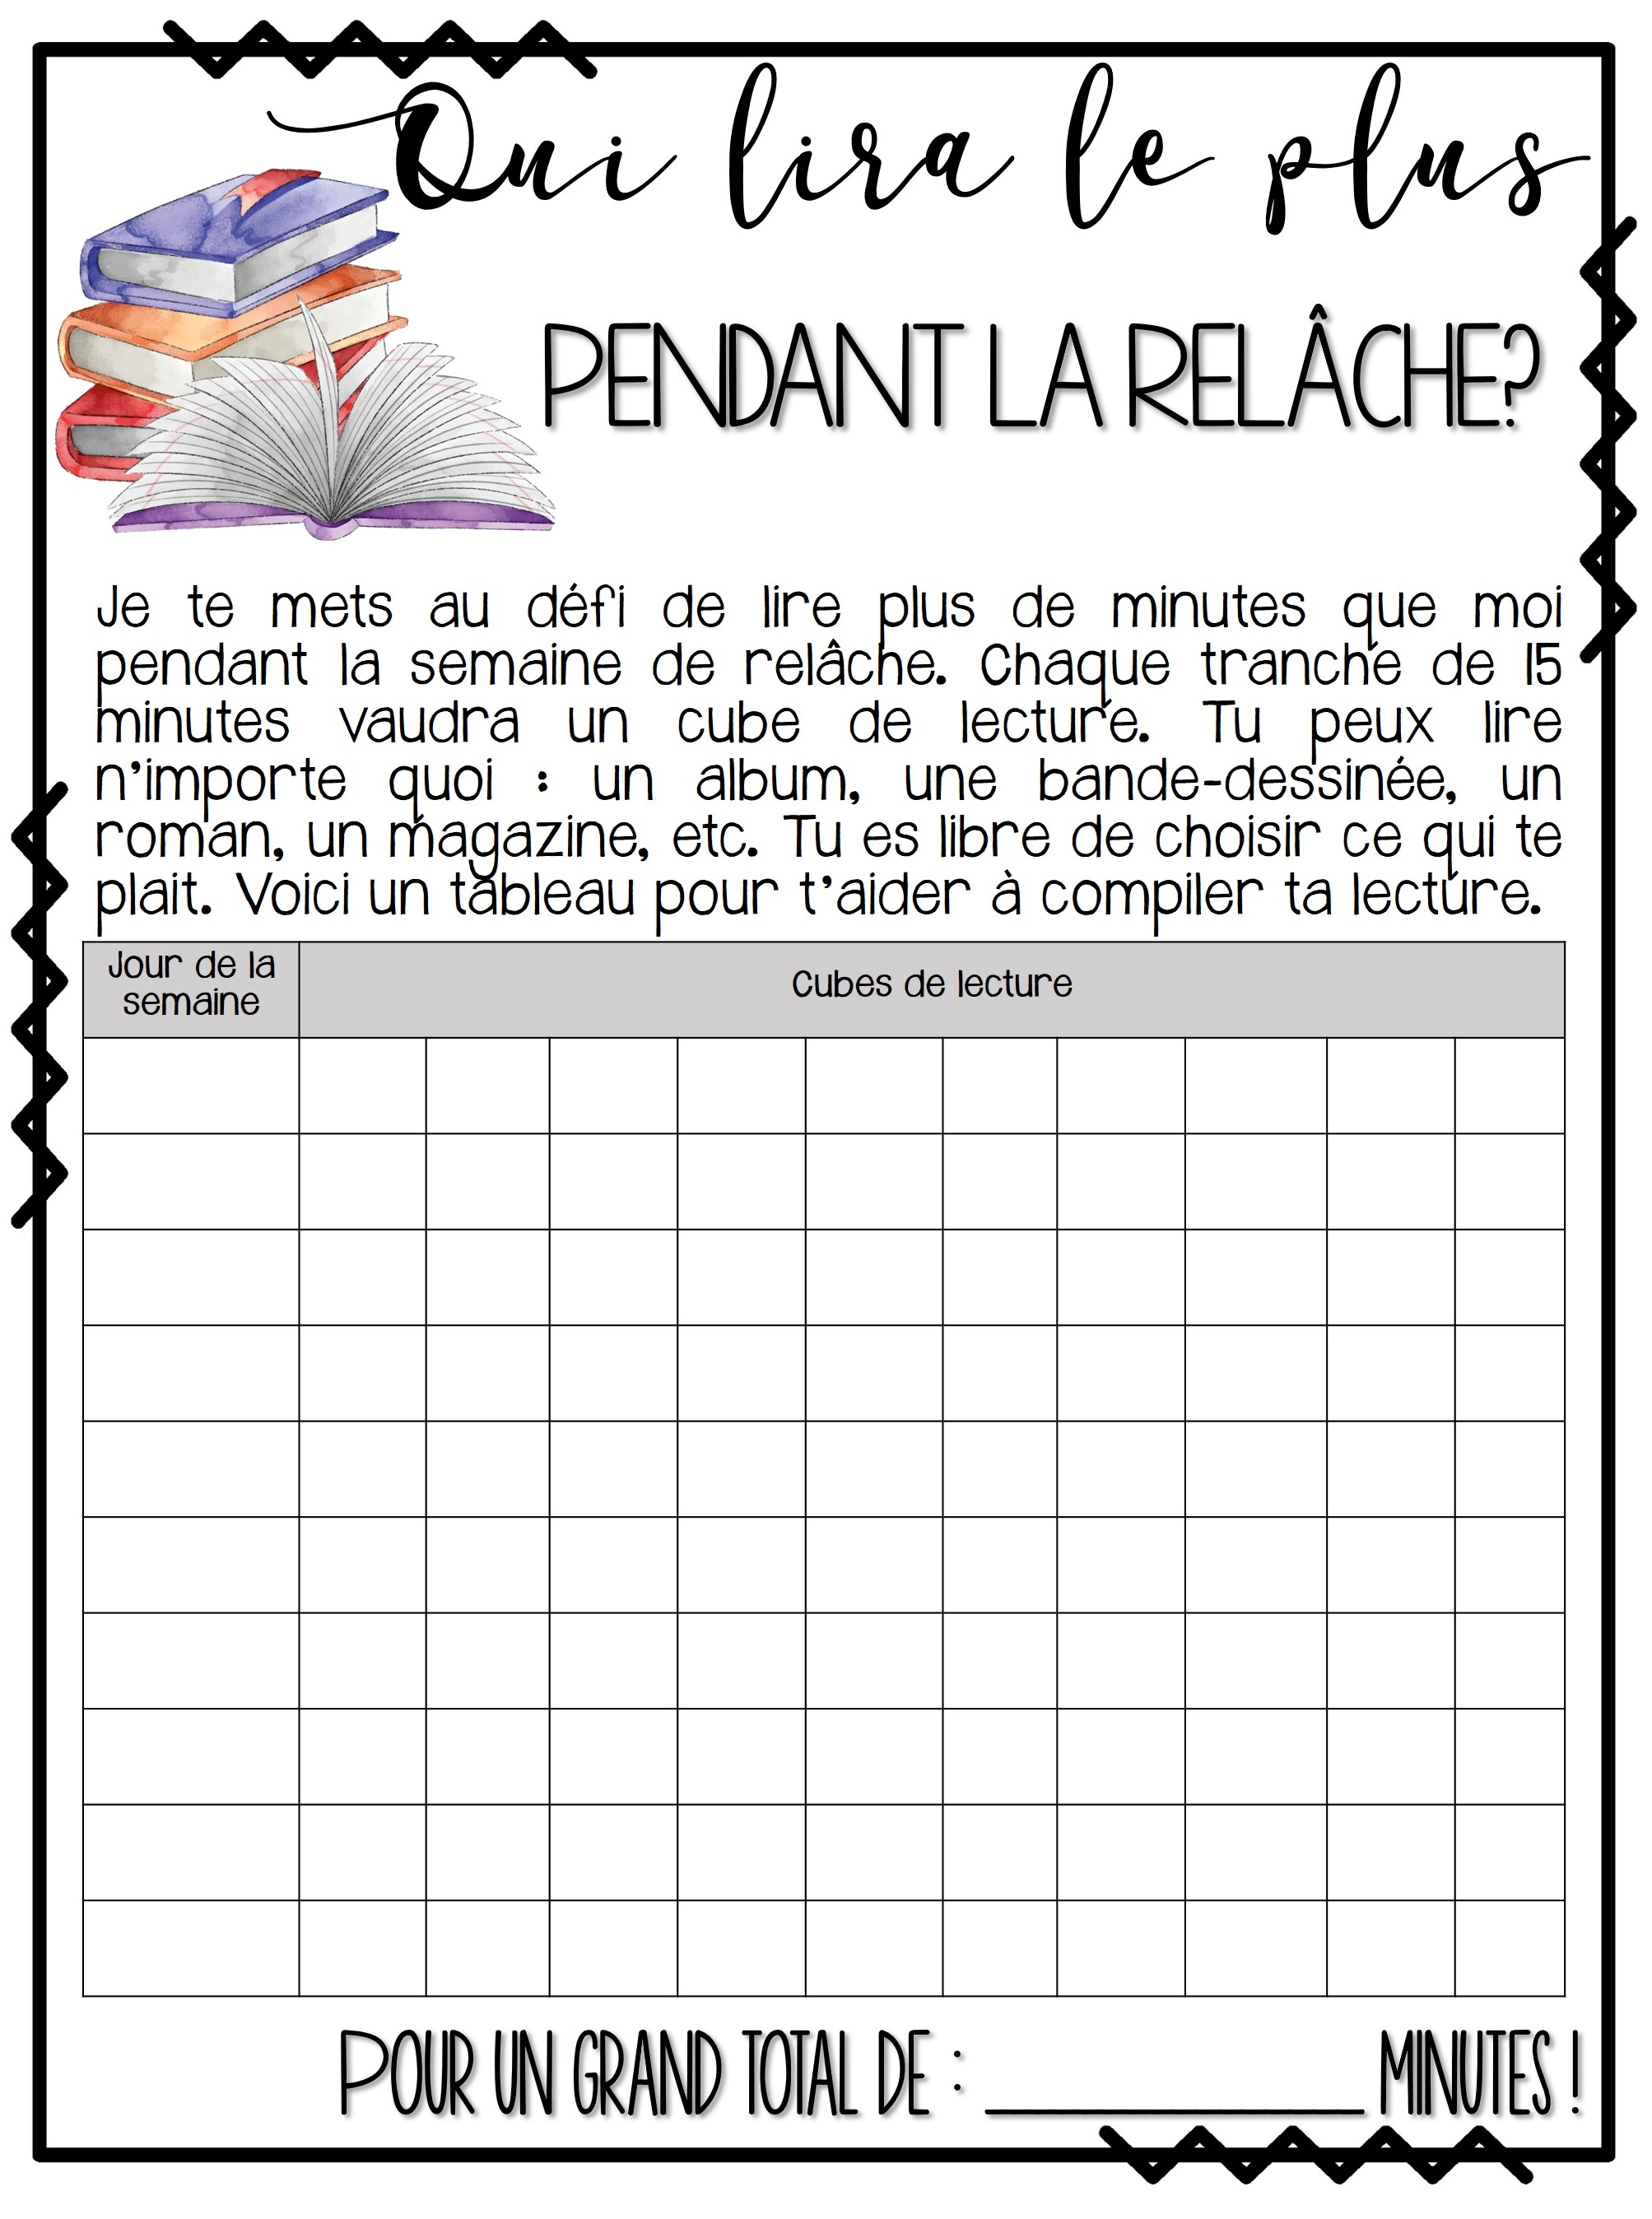 Qui lira le plus
PENDANT LA RELÂCHE?
Je te mets au défi de lire plus de minutes que moi
pendant la semaine de relâche. Chaque tranche de 15
minutes vaudra un cube de lecture. Tu peux lire
n'importe quoi : un album, une bande-dessinée, un
roman, un magazine, etc. Tu es libre de choisir ce qui te
plait. Voici un tableau pour t'aider à compiler ta lecture.
Jour de la
semaine
Cubes de lecture
POUR UN GRAND TOTAL DE : ____________ MINUTES !